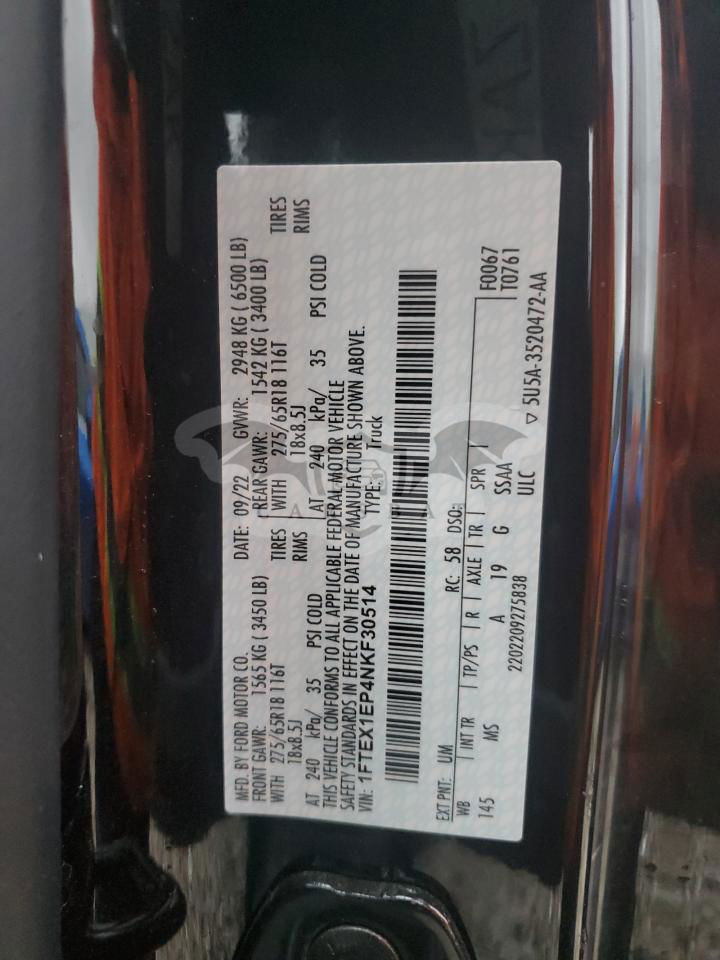 MFD. BY FORD MOTOR CO. DATE: 09/22 GVWR: 2948 KG ( 6500 LB)
FRONT GAWR: 1565 KG ( 3450 LB) REAR GAWR: 1542 KG ( 3400 LB)
WITH 275/65R18 116T TIRES WITH 275/65R18 116T TIRES
18x8.5J RIMS 18x8.5J RIMS
AT 240 kPa/ 35 PSI COLD AT 240 kPa/ 35 PSI COLD
THIS VEHICLE CONFORMS TO ALL APPLICABLE FEDERAL MOTOR VEHICLE
SAFETY STANDARDS IN EFFECT ON THE DATE OF MANUFACTURE SHOWN ABOVE.
VIN: 1FTEX1EP4NKF30514 TYPE: Truck
EXT PNT: UM RC: 58 DSO: F0067
WB INT TR TP/PS R AXLE TR SPR T0761
145 MS A 19 G SSAA
2202209275838 ULC
▽ 5U5A-3520472-AA